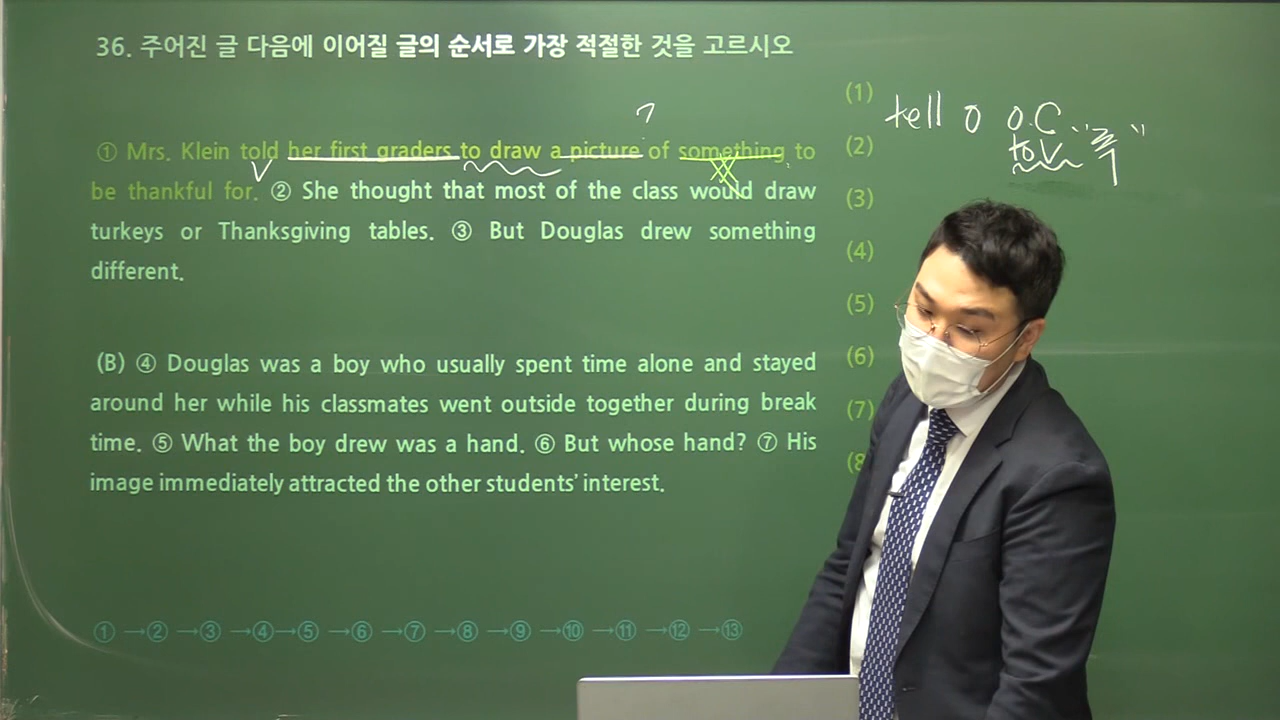 36. 주어진 글 다음에 이어질 글의 순서로 가장 적절한 것을 고르시오
① Mrs. Klein told her first graders to draw a picture of something to
be thankful for. ② She thought that most of the class would draw
turkeys or Thanksgiving tables. ③ But Douglas drew something
different.
(B) ④ Douglas was a boy who usually spent time alone and stayed
around her while his classmates went outside together during break
time. ⑤ What the boy drew was a hand. ⑥ But whose hand? ⑦ His
image immediately attracted the other students' interest.
① →② →③ →④→⑤ →⑥ →⑦ →⑧ →⑨ →⑩ →⑪ →⑫ →⑬
(1)
(2)
(3)
(4)
(5)
(6)
(7)
(8
tell O O.C
to V
V